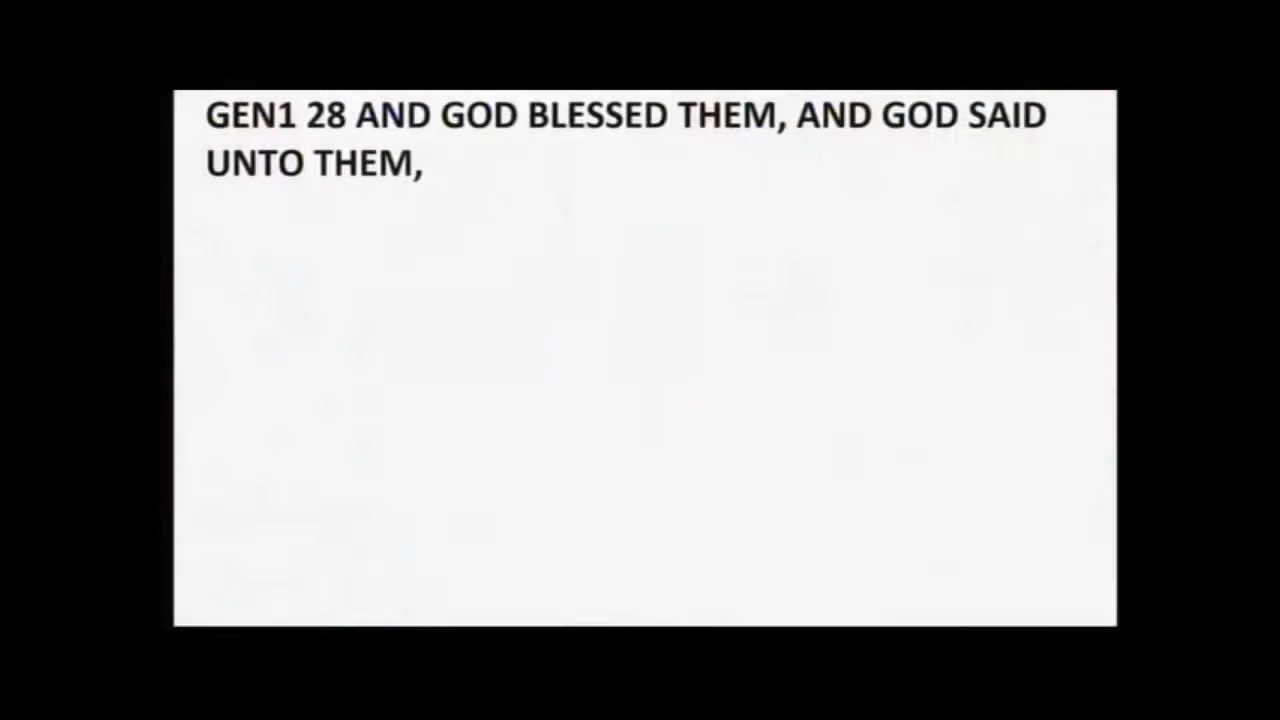 GEN1 28 AND GOD BLESSED THEM, AND GOD SAID
UNTO THEM,